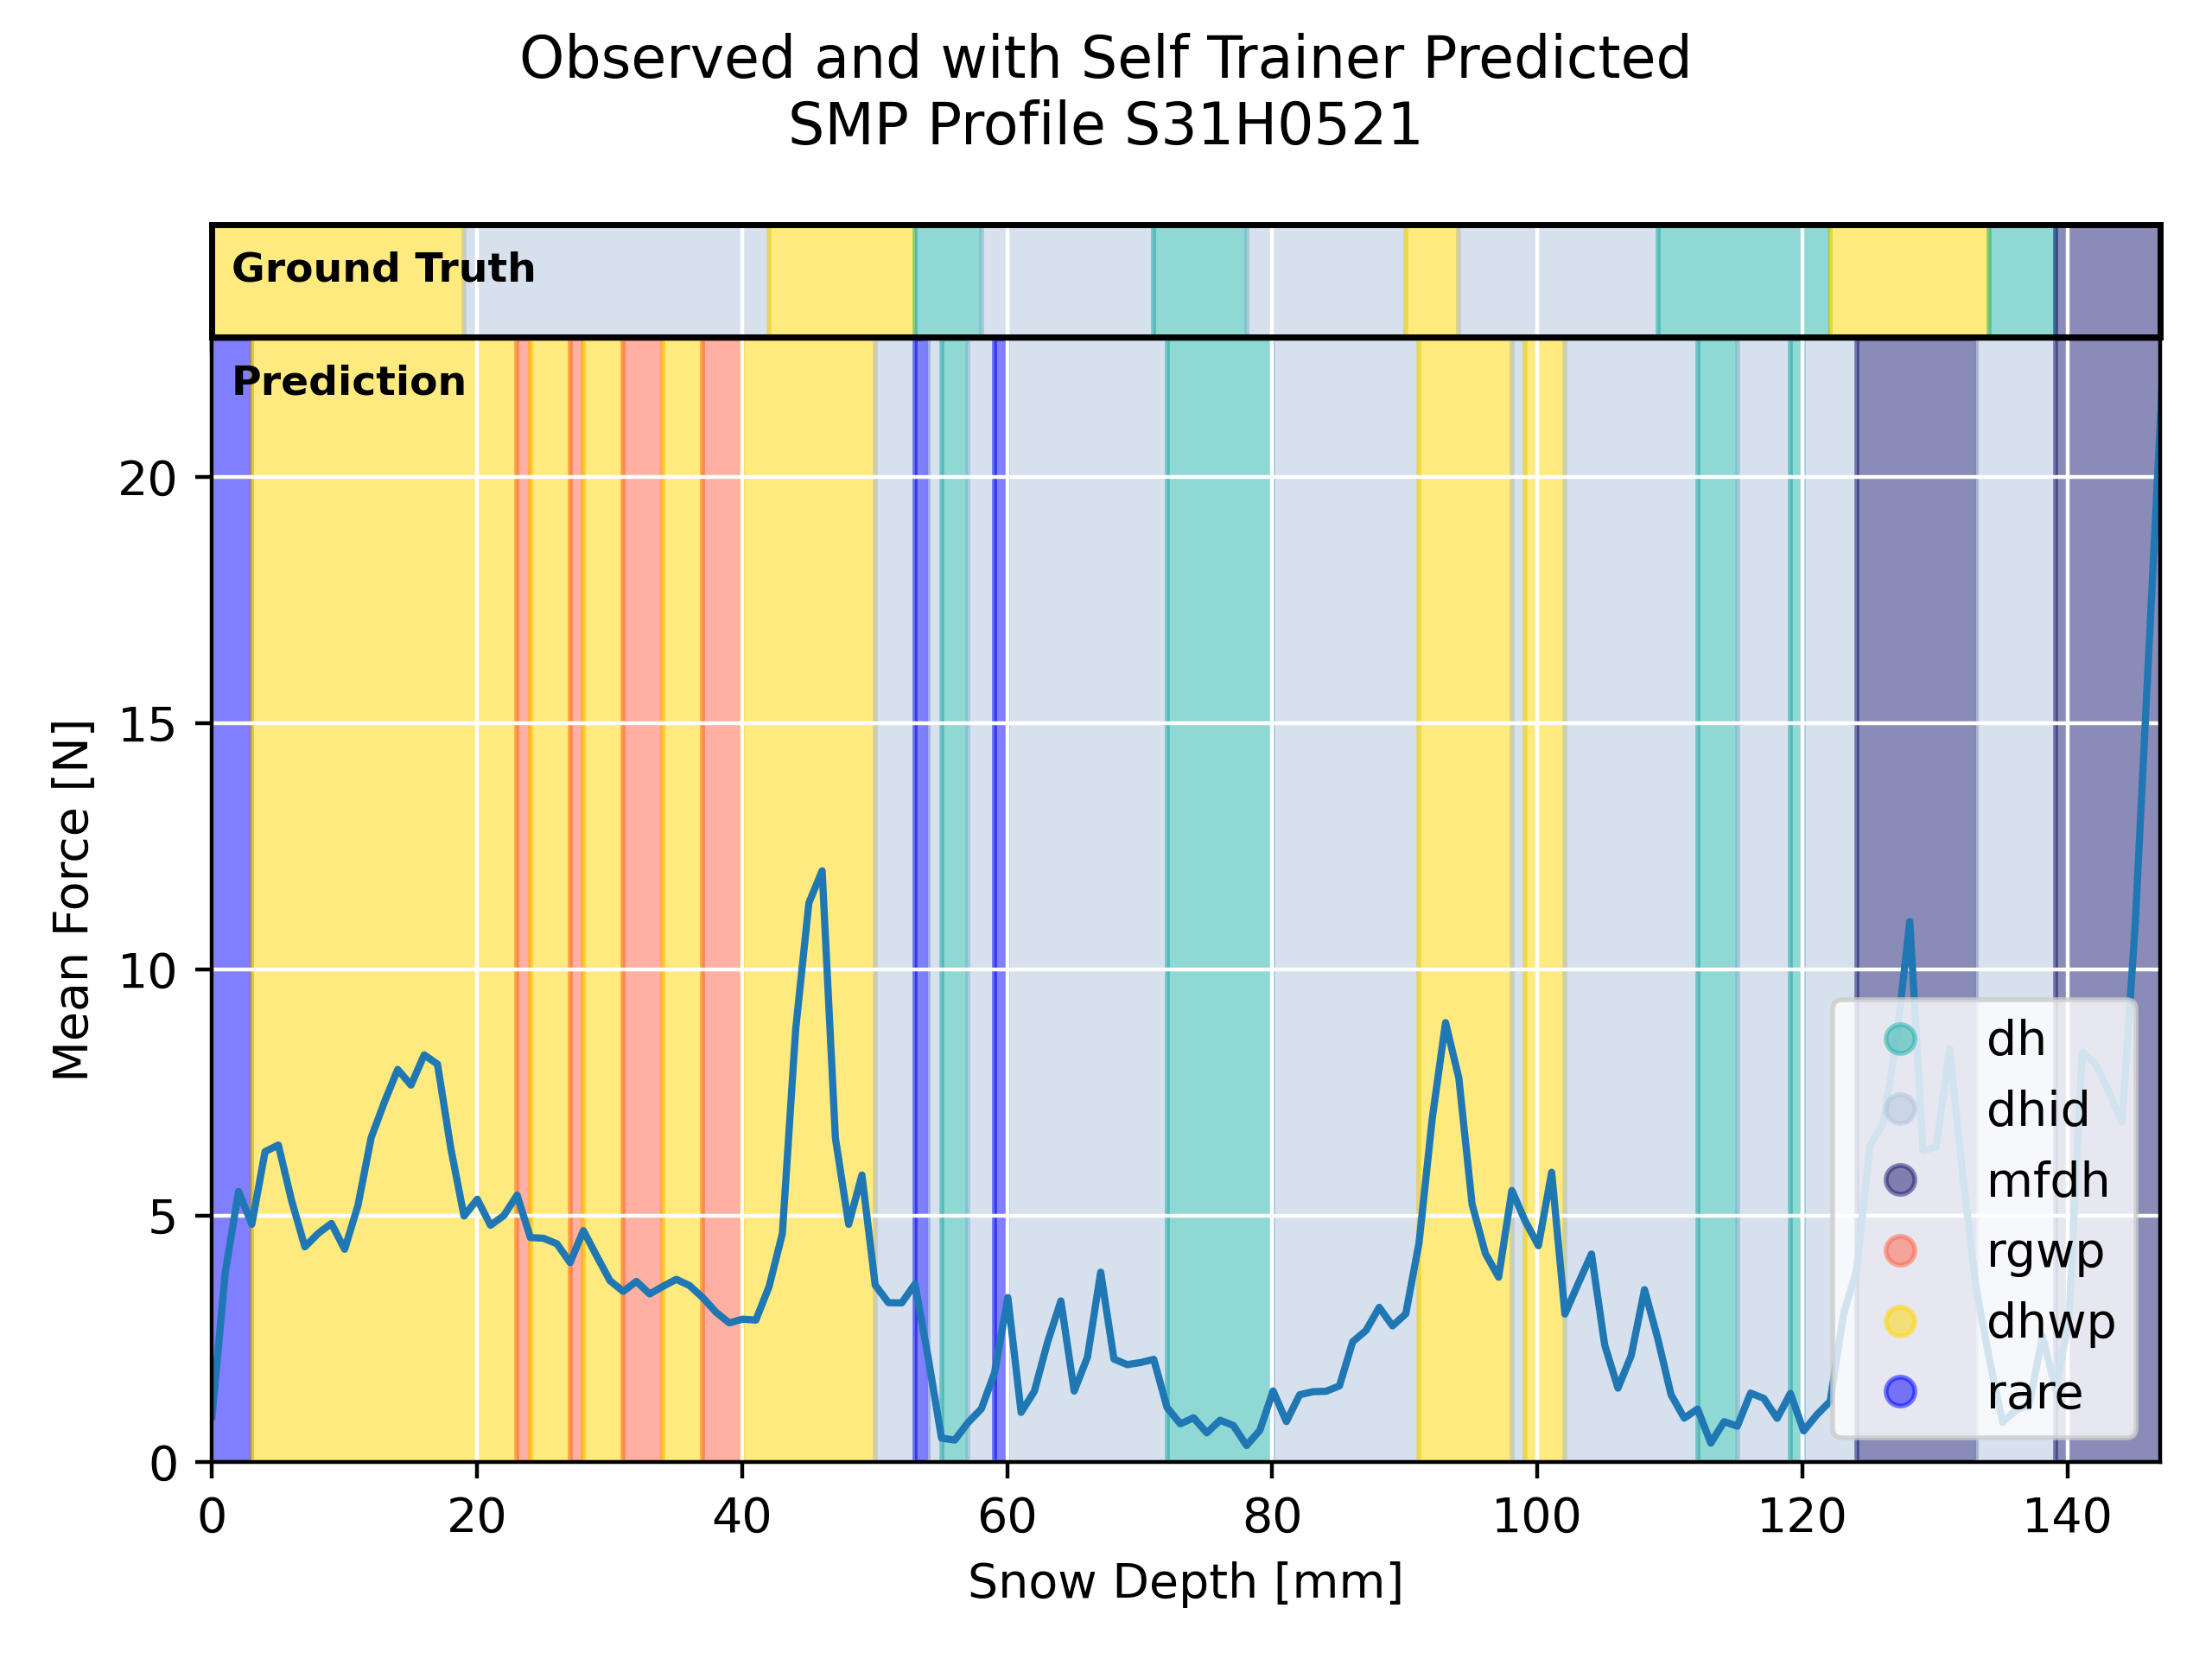 Observed and with Self Trainer Predicted
SMP Profile S31H0521
Ground Truth
Prediction
20
15
10
5
0
Mean Force [N]
dh
dhid
mfdh
rgwp
dhwp
rare
0 20 40 60 80 100 120 140
Snow Depth [mm]